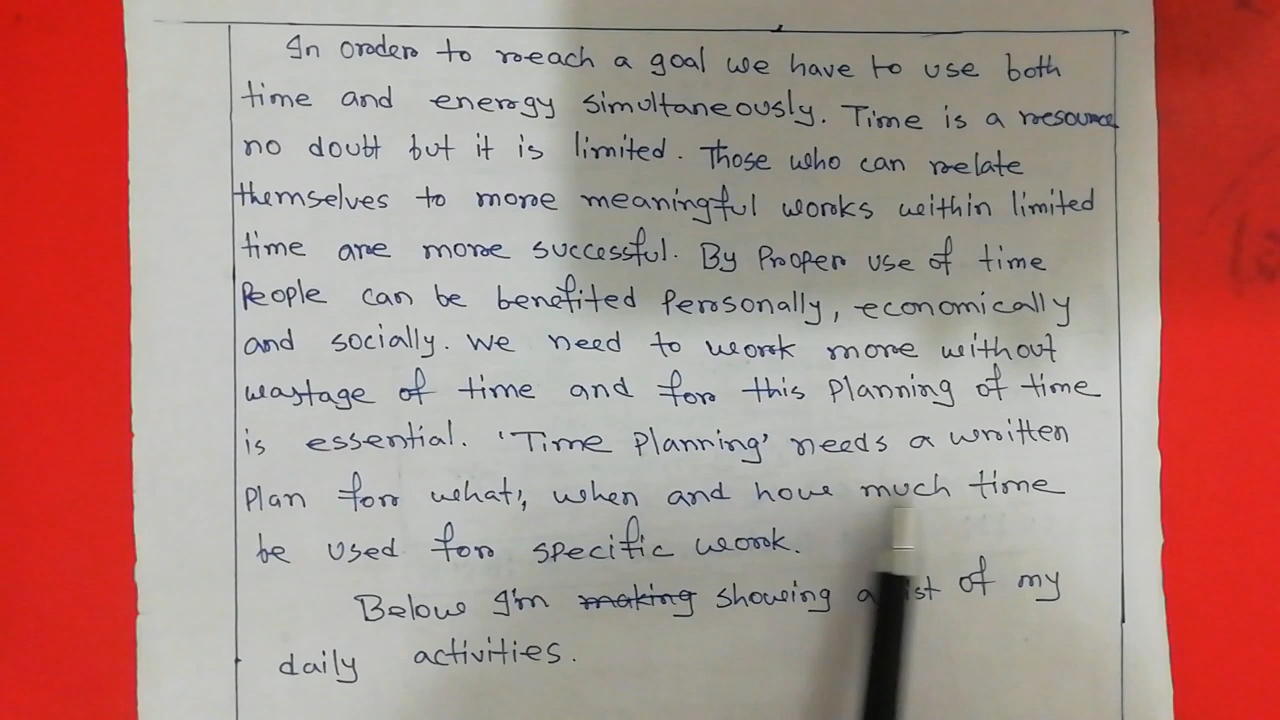 In order to reach a goal we have to use both
time and energy simultaneously. Time is a resource
no doubt but it is limited. Those who can relate
themselves to more meaningful works within limited
time are more successful. By Proper use of time
People can be benefited Personally, economically
and socially. We need to work more without
wastage of time and for this Planning of time
is essential. 'Time Planning' needs a written
Plan for what', when and how much time
be used for specific work.
Below I'm making showing a of my
daily activities.